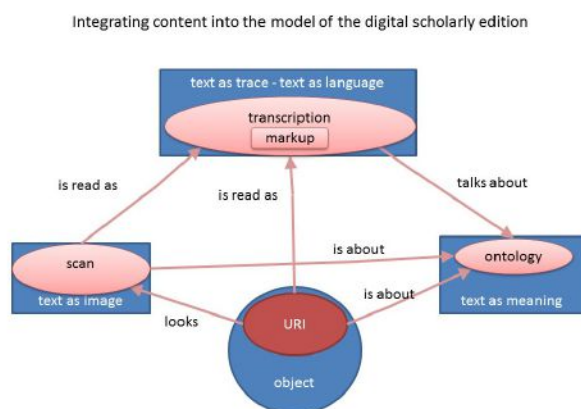 Integrating content into the model of the digital scholarly edition
text as trace - text as language
transcription
markup
is read as
is read as
talks about
scan
is about
ontology
text as image
is about
text as meaning
looks
URI
object